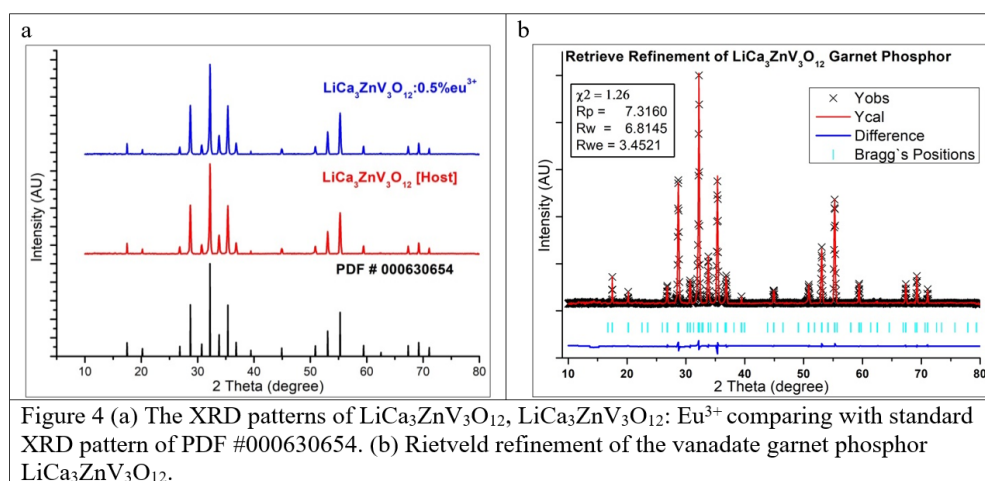 a
LiCa₃ZnV₃O₁₂:0.5%eu³⁺
LiCa₃ZnV₃O₁₂ [Host]
PDF # 000630654
Intensity (AU)
10 20 30 40 50 60 70 80
2 Theta (degree)
b
Retrieve Refinement of LiCa₃ZnV₃O₁₂ Garnet Phosphor
χ2 = 1.26
Rp = 7.3160
Rw = 6.8145
Rwe = 3.4521
Yobs
Ycal
Difference
Bragg`s Positions
Intensity (AU)
10 20 30 40 50 60 70 80
2 Theta (degree)
Figure 4 (a) The XRD patterns of LiCa₃ZnV₃O₁₂, LiCa₃ZnV₃O₁₂: Eu³⁺ comparing with standard
XRD pattern of PDF #000630654. (b) Rietveld refinement of the vanadate garnet phosphor
LiCa₃ZnV₃O₁₂.